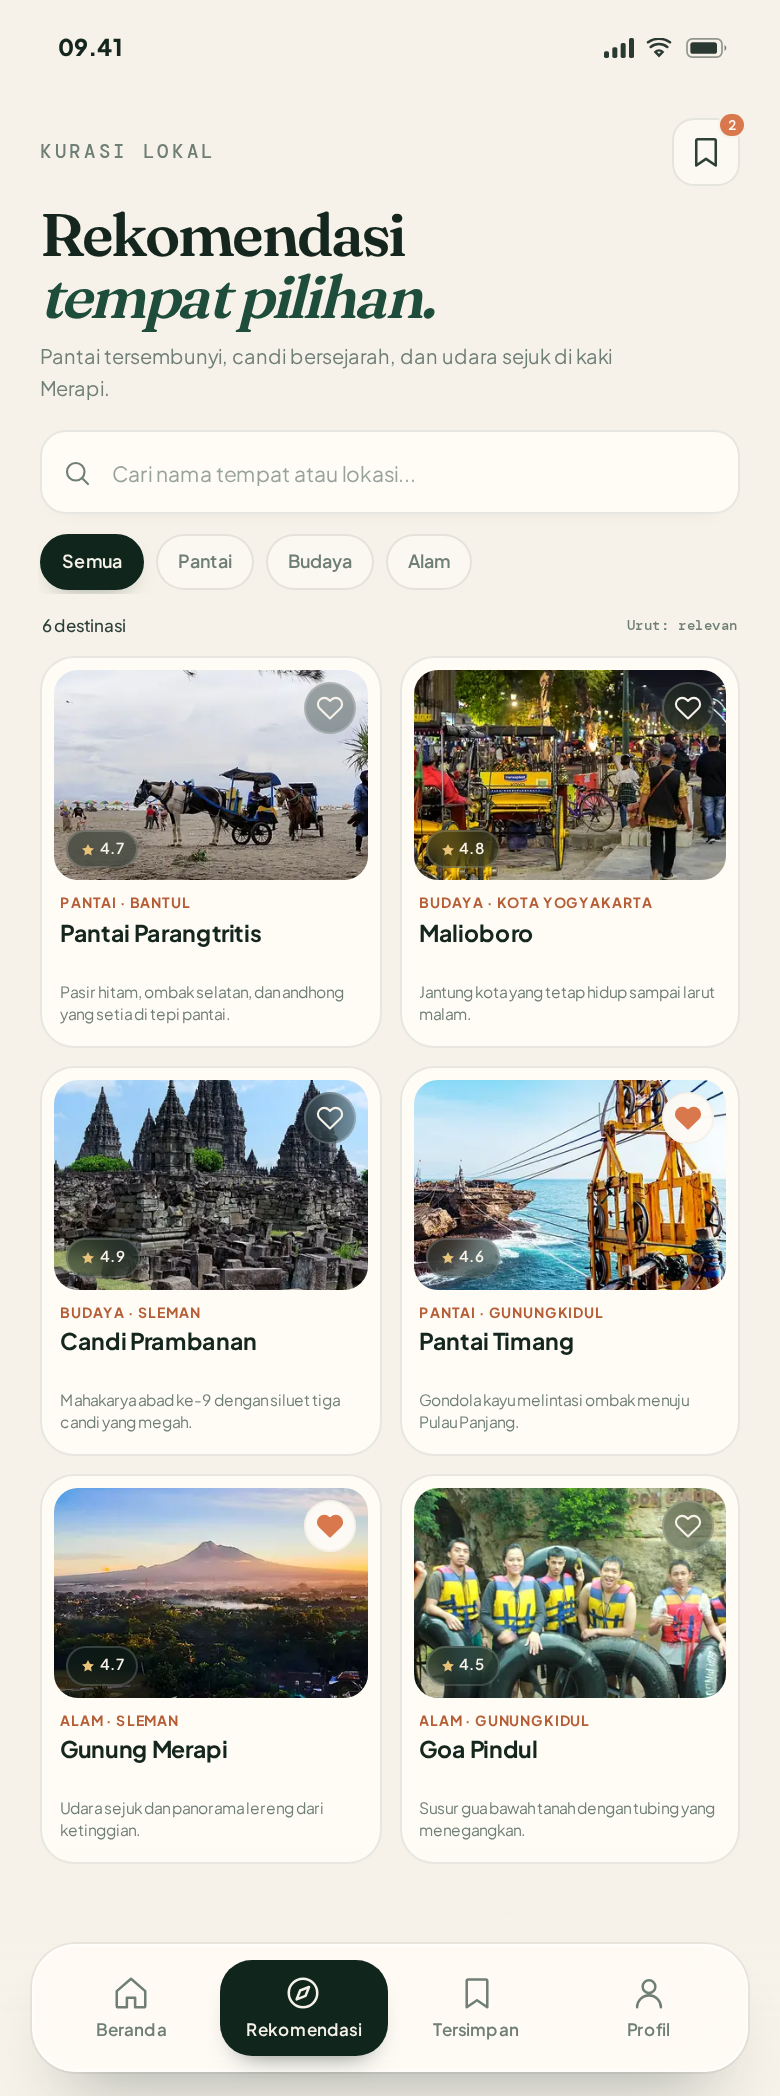 09.41
KURASI LOKAL
2
Rekomendasi
tempat pilihan.
Pantai tersembunyi, candi bersejarah, dan udara sejuk di kaki
Merapi.
Cari nama tempat atau lokasi...
Semua
Pantai
Budaya
Alam
6 destinasi
Urut: relevan
4.7
PANTAI · BANTUL
Pantai Parangtritis
Pasir hitam, ombak selatan, dan andhong
yang setia di tepi pantai.
4.8
BUDAYA · KOTA YOGYAKARTA
Malioboro
Jantung kota yang tetap hidup sampai larut
malam.
4.9
BUDAYA · SLEMAN
Candi Prambanan
Mahakarya abad ke-9 dengan siluet tiga
candi yang megah.
4.6
PANTAI · GUNUNGKIDUL
Pantai Timang
Gondola kayu melintasi ombak menuju
Pulau Panjang.
4.7
ALAM · SLEMAN
Gunung Merapi
Udara sejuk dan panorama lereng dari
ketinggian.
4.5
ALAM · GUNUNGKIDUL
Goa Pindul
Susur gua bawah tanah dengan tubing yang
menegangkan.
Beranda
Rekomendasi
Tersimpan
Profil